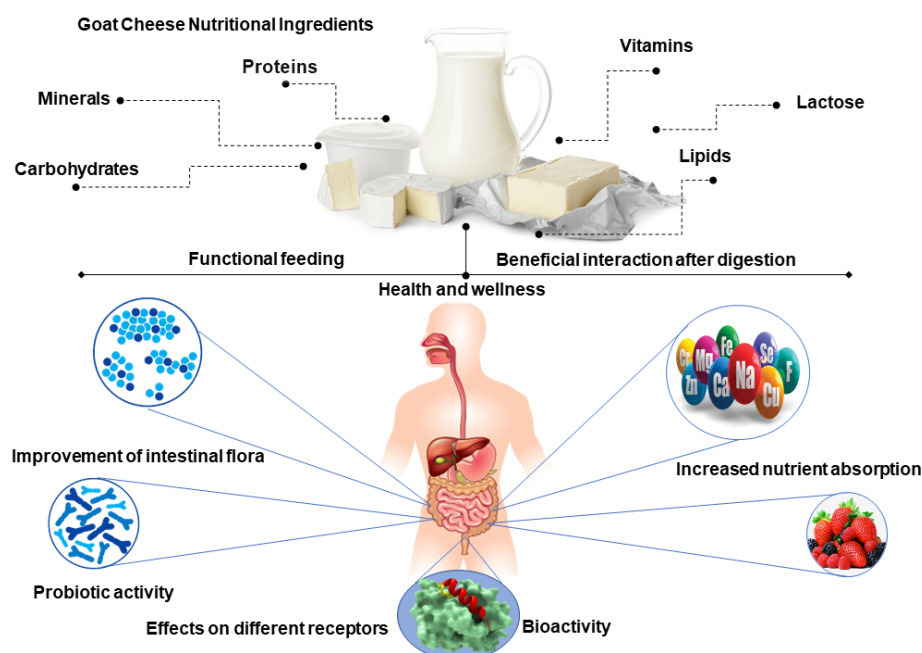 Goat Cheese Nutritional Ingredients
Vitamins
Proteins
Minerals
Lactose
Carbohydrates
Lipids
Functional feeding
Beneficial interaction after digestion
Health and wellness
Fe
Se
Mg
F
Zn
Ca
Na
Cu
Improvement of intestinal flora
Increased nutrient absorption
Probiotic activity
Effects on different receptors
Bioactivity